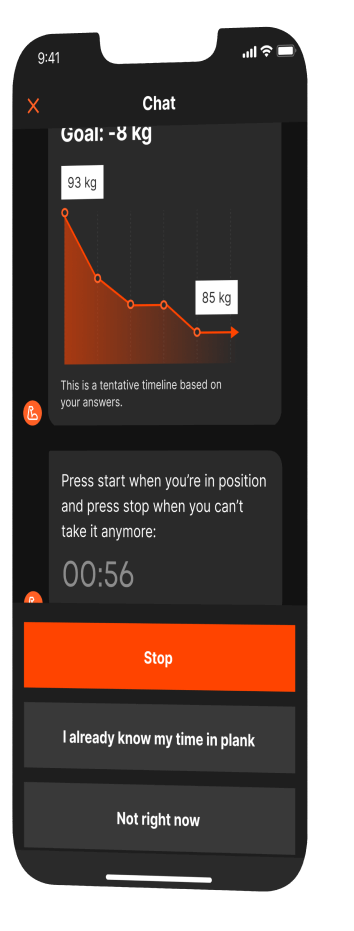 9:41
Chat
Goal: -8 kg
93 kg
85 kg
This is a tentative timeline based on
your answers.
Press start when you're in position
and press stop when you can't
take it anymore:
00:56
Stop
I already know my time in plank
Not right now